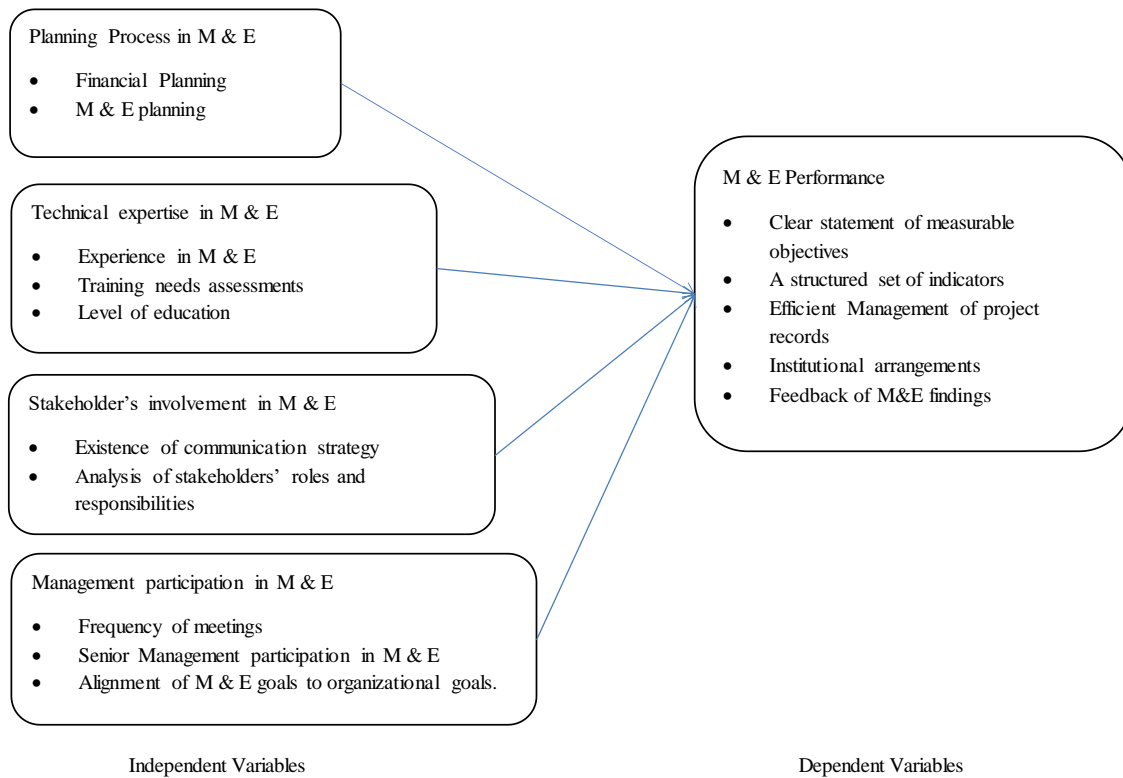 Planning Process in M & E
• Financial Planning
• M & E planning
Technical expertise in M & E
• Experience in M & E
• Training needs assessments
• Level of education
Stakeholder’s involvement in M & E
• Existence of communication strategy
• Analysis of stakeholders’ roles and
responsibilities
Management participation in M & E
• Frequency of meetings
• Senior Management participation in M & E
• Alignment of M & E goals to organizational goals.
M & E Performance
• Clear statement of measurable
objectives
• A structured set of indicators
• Efficient Management of project
records
• Institutional arrangements
• Feedback of M&E findings
Independent Variables
Dependent Variables